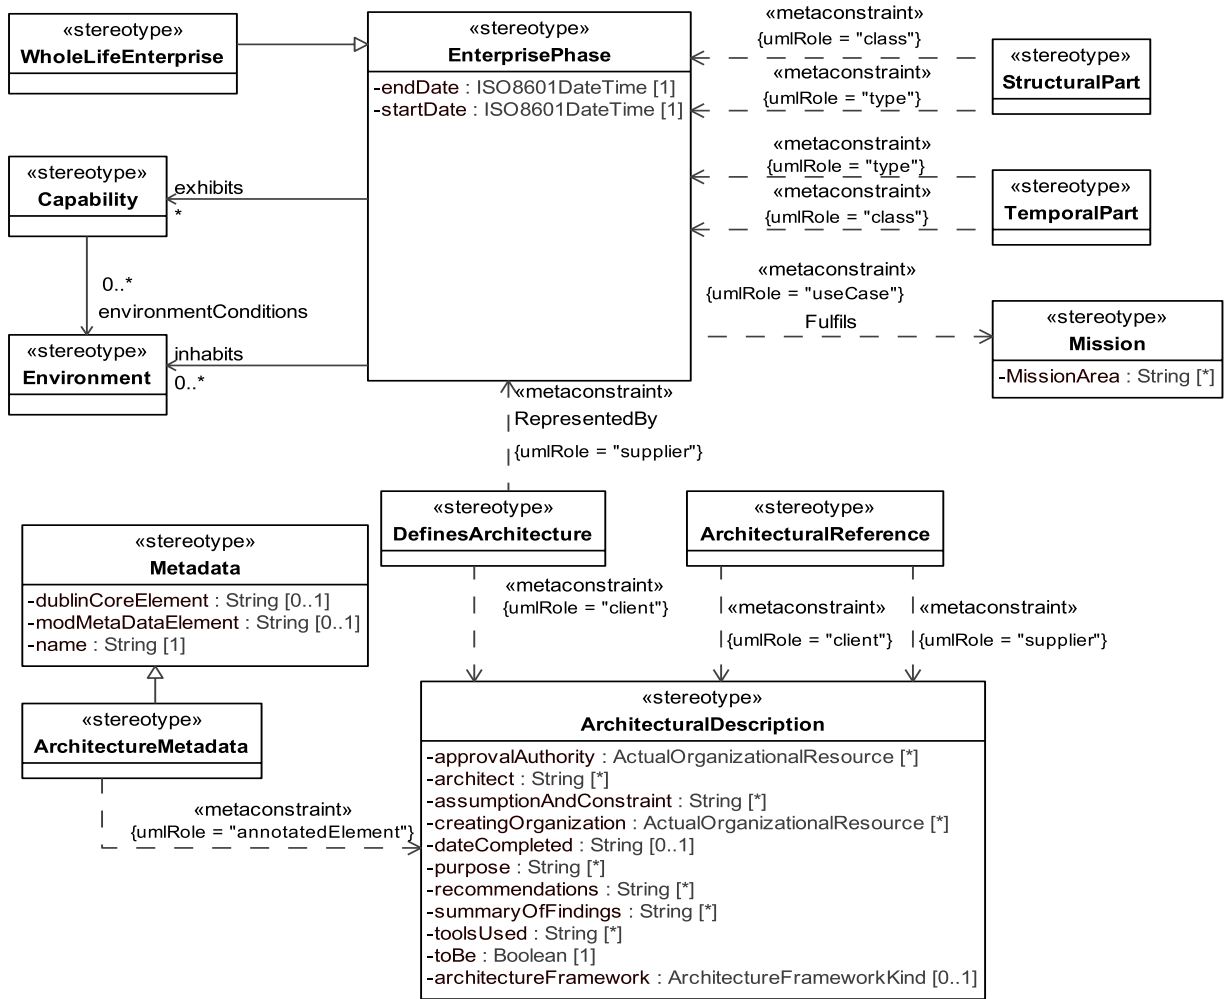 «stereotype»
WholeLifeEnterprise
«stereotype»
EnterprisePhase
-endDate : ISO8601DateTime [1]
-startDate : ISO8601DateTime [1]
«metaconstraint»
{umlRole = "class"}
«metaconstraint»
{umlRole = "type"}
«stereotype»
StructuralPart
«metaconstraint»
{umlRole = "type"}
«metaconstraint»
{umlRole = "class"}
«stereotype»
TemporalPart
«stereotype»
Capability
exhibits
*
0..*
environmentConditions
«stereotype»
Environment
inhabits
0..*
«metaconstraint»
{umlRole = "useCase"}
Fulfils
«stereotype»
Mission
-MissionArea : String [*]
«metaconstraint»
RepresentedBy
{umlRole = "supplier"}
«stereotype»
DefinesArchitecture
«stereotype»
ArchitecturalReference
«stereotype»
Metadata
-dublinCoreElement : String [0..1]
-modMetaDataElement : String [0..1]
-name : String [1]
«metaconstraint»
{umlRole = "client"}
«metaconstraint»
{umlRole = "client"}
«metaconstraint»
{umlRole = "supplier"}
«stereotype»
ArchitectureMetadata
«metaconstraint»
{umlRole = "annotatedElement"}
«stereotype»
ArchitecturalDescription
-approvalAuthority : ActualOrganizationalResource [*]
-architect : String [*]
-assumptionAndConstraint : String [*]
-creatingOrganization : ActualOrganizationalResource [*]
-dateCompleted : String [0..1]
-purpose : String [*]
-recommendations : String [*]
-summaryOfFindings : String [*]
-toolsUsed : String [*]
-toBe : Boolean [1]
-architectureFramework : ArchitectureFrameworkKind [0..1]